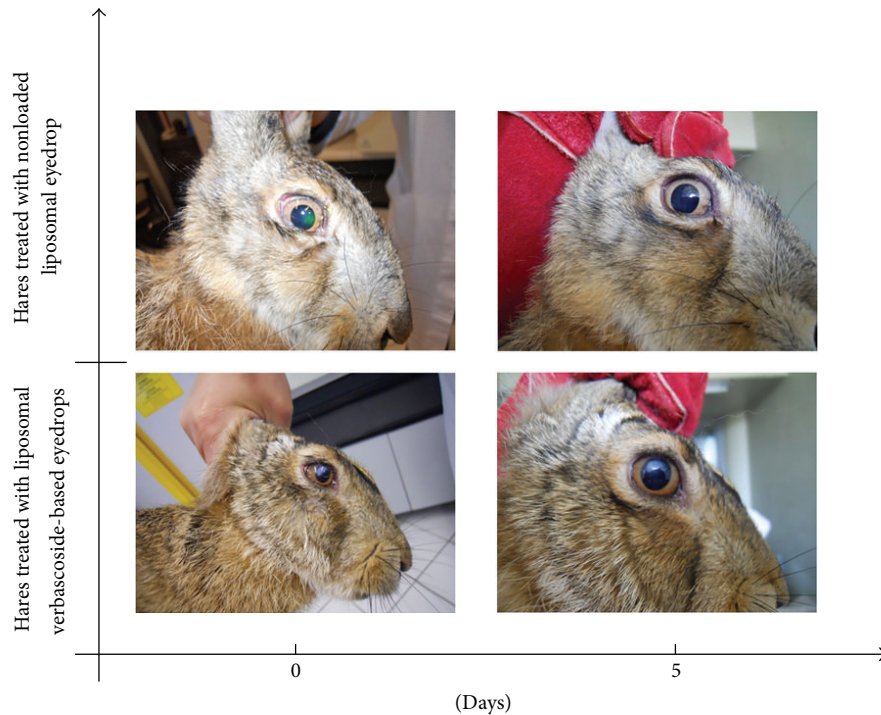 Hares treated with nonloaded
liposomal eyedrop
Hares treated with liposomal
verbascoside-based eyedrops
0
5
(Days)